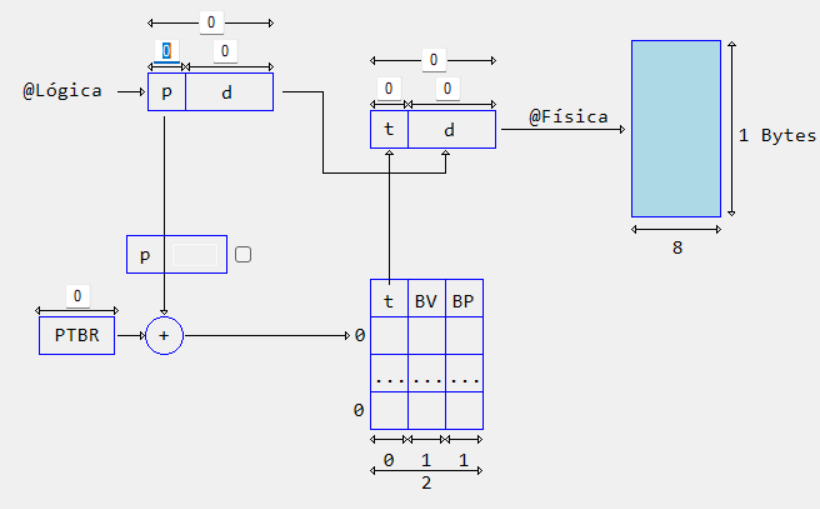 0
0 0
@Lógica p d
0
0 0
t d
@Física
1 Bytes
8
p
0
PTBR +
t BV BP
0
... ... ...
0
0 1 1
2